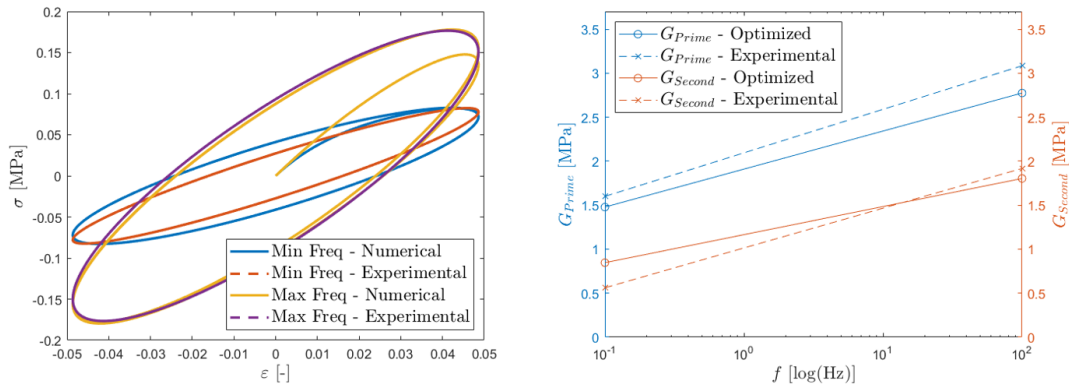 0.2
0.15
0.1
0.05
0
-0.05
-0.1
-0.15
-0.2
σ [MPa]
-0.05 -0.04 -0.03 -0.02 -0.01 0 0.01 0.02 0.03 0.04 0.05
ε [-]
Min Freq - Numerical
Min Freq - Experimental
Max Freq - Numerical
Max Freq - Experimental
3.5
3
2.5
2
1.5
1
0.5
0
G_Prime [MPa]
G_Prime - Optimized
G_Prime - Experimental
G_Second - Optimized
G_Second - Experimental
10^-1 10^0 10^1 10^2
f [log(Hz)]
3.5
3
2.5
2
1.5
1
0.5
0
G_Second [MPa]